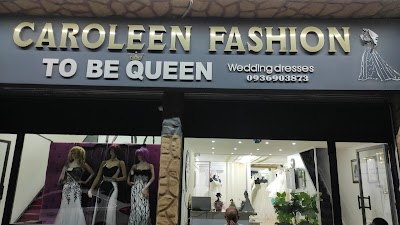 CAROLEEN FASHION
TO BE QUEEN
Wedding dresses
0936903873